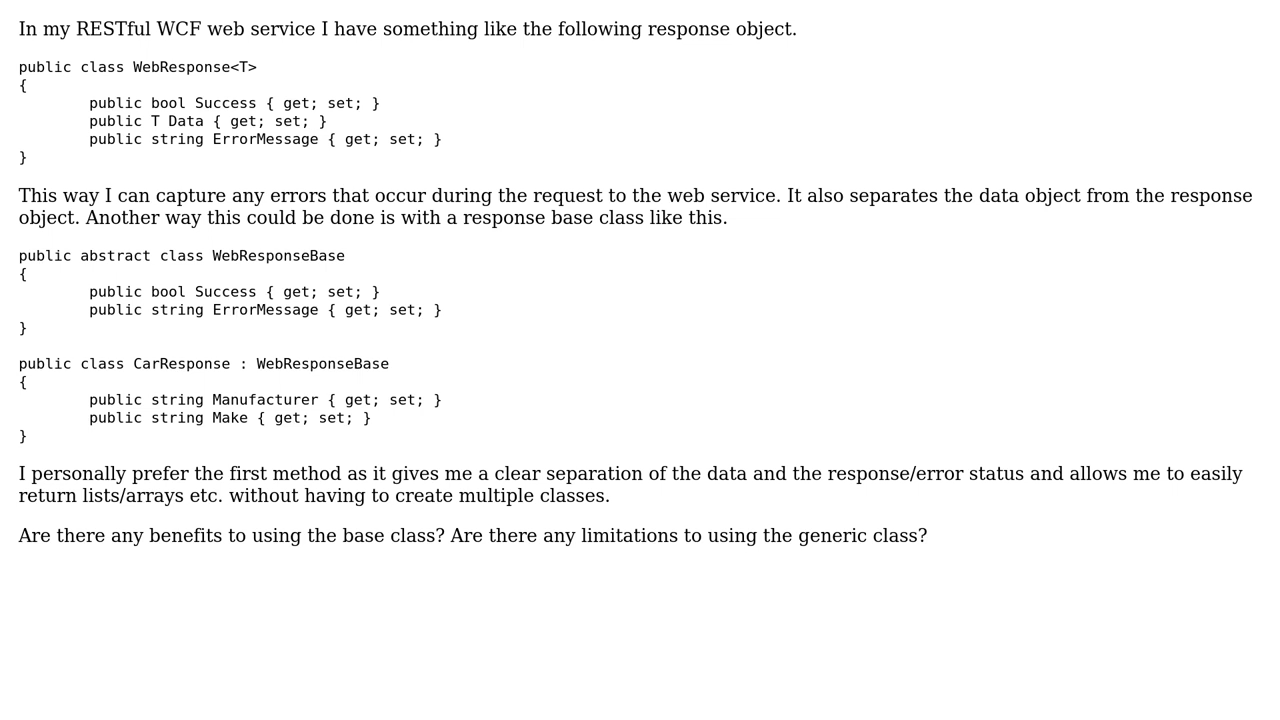 In my RESTful WCF web service I have something like the following response object.
public class WebResponse<T>
{
        public bool Success { get; set; }
        public T Data { get; set; }
        public string ErrorMessage { get; set; }
}
This way I can capture any errors that occur during the request to the web service. It also separates the data object from the response
object. Another way this could be done is with a response base class like this.
public abstract class WebResponseBase
{
        public bool Success { get; set; }
        public string ErrorMessage { get; set; }
}
public class CarResponse : WebResponseBase
{
        public string Manufacturer { get; set; }
        public string Make { get; set; }
}
I personally prefer the first method as it gives me a clear separation of the data and the response/error status and allows me to easily
return lists/arrays etc. without having to create multiple classes.
Are there any benefits to using the base class? Are there any limitations to using the generic class?